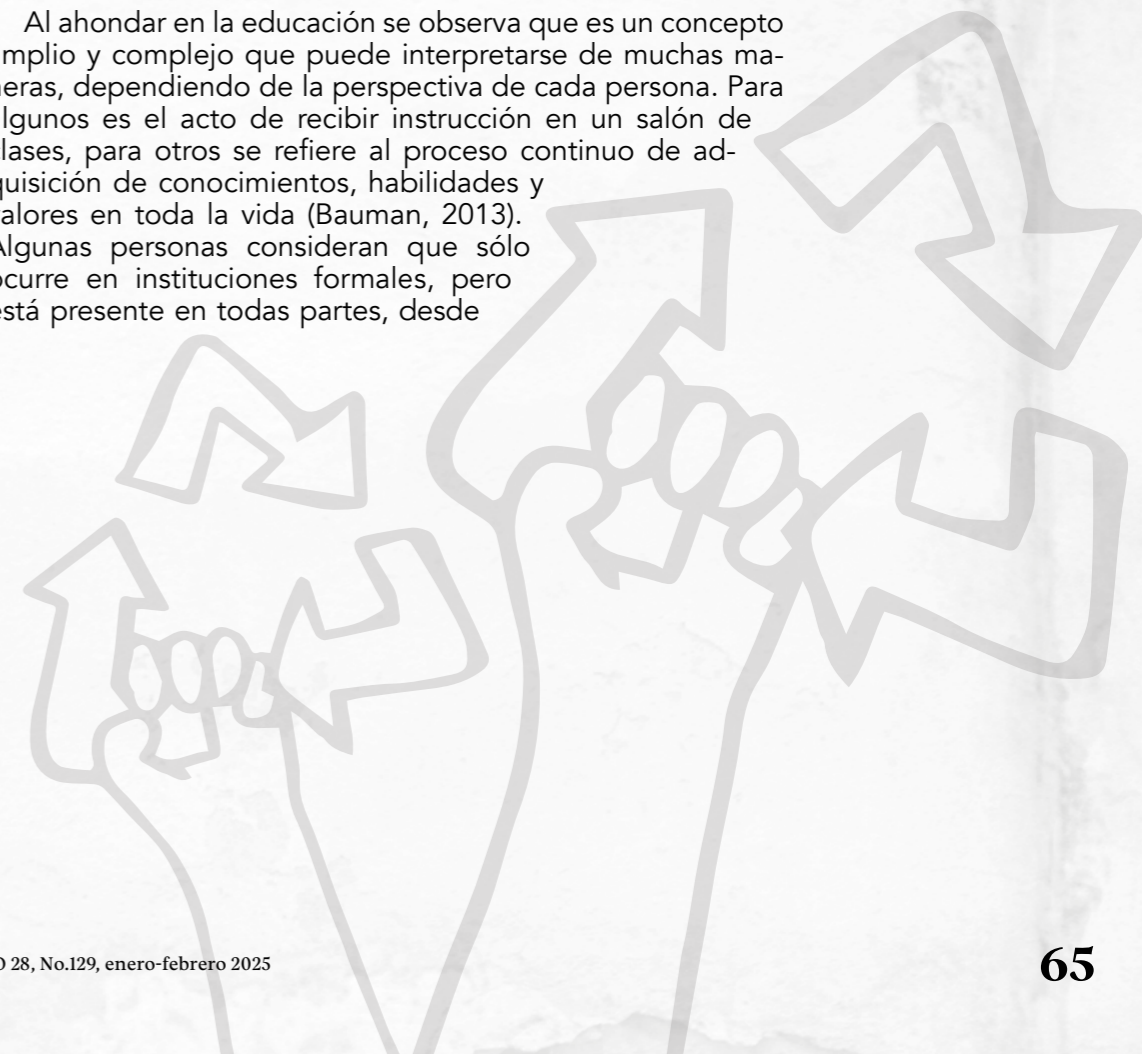 Al ahondar en la educación se observa que es un concepto
mplio y complejo que puede interpretarse de muchas ma-
eras, dependiendo de la perspectiva de cada persona. Para
lgunos es el acto de recibir instrucción en un salón de
lases, para otros se refiere al proceso continuo de ad-
quisición de conocimientos, habilidades y
alores en toda la vida (Bauman, 2013).
Algunas personas consideran que sólo
ocurre en instituciones formales, pero
está presente en todas partes, desde
O 28, No.129, enero-febrero 2025
65